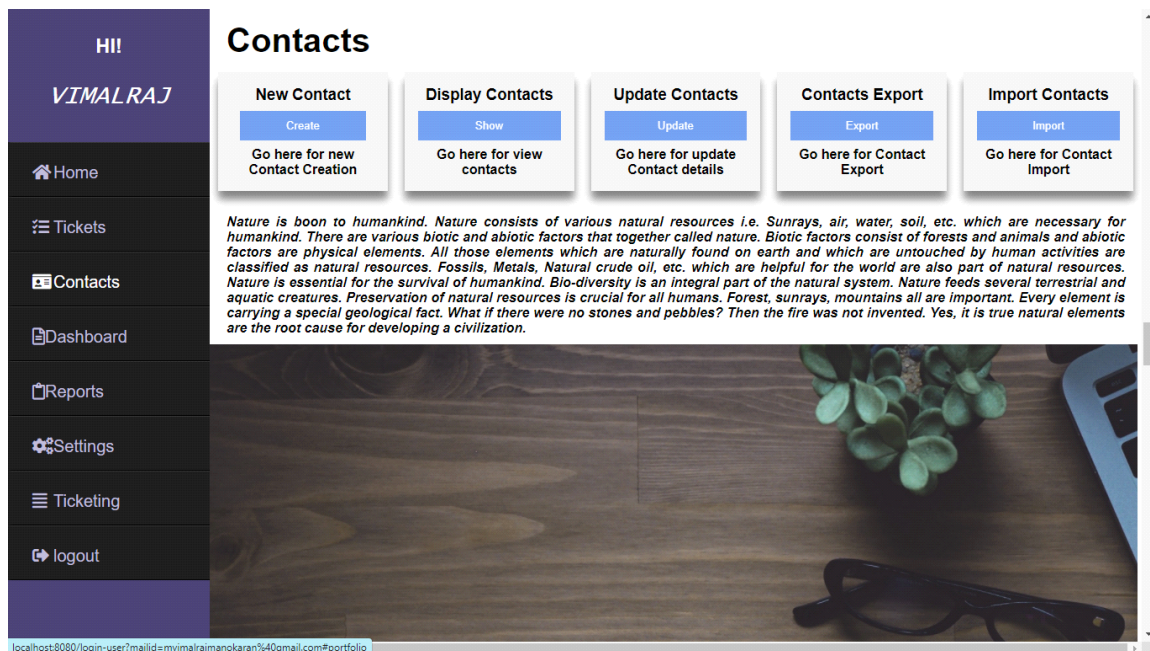 HI!
VIMALRAJ
Home
Tickets
Contacts
Dashboard
Reports
Settings
Ticketing
logout
Contacts
New Contact
Create
Go here for new
Contact Creation
Display Contacts
Show
Go here for view
contacts
Update Contacts
Update
Go here for update
Contact details
Contacts Export
Export
Go here for Contact
Export
Import Contacts
Import
Go here for Contact
Import
Nature is boon to humankind. Nature consists of various natural resources i.e. Sunrays, air, water, soil, etc. which are necessary for
humankind. There are various biotic and abiotic factors that together called nature. Biotic factors consist of forests and animals and abiotic
factors are physical elements. All those elements which are naturally found on earth and which are untouched by human activities are
classified as natural resources. Fossils, Metals, Natural crude oil, etc. which are helpful for the world are also part of natural resources.
Nature is essential for the survival of humankind. Bio-diversity is an integral part of the natural system. Nature feeds several terrestrial and
aquatic creatures. Preservation of natural resources is crucial for all humans. Forest, sunrays, mountains all are important. Every element is
carrying a special geological fact. What if there were no stones and pebbles? Then the fire was not invented. Yes, it is true natural elements
are the root cause for developing a civilization.
localhost:8080/login-user?mailid=mvimalrajmanokaran%40gmail.com#portfolio